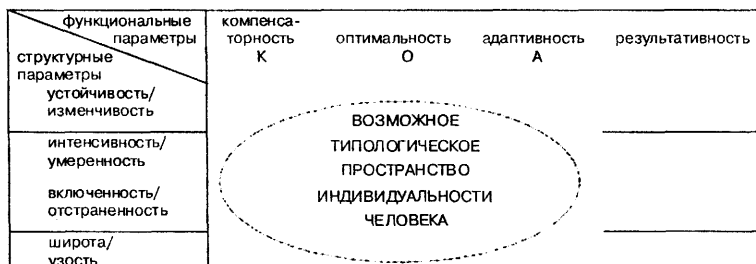 функциональные
параметры
структурные
параметры
компенса-
торность
К
оптимальность
О
адаптивность
А
результативность
устойчивость/
изменчивость
интенсивность/
умеренность
включенность/
отстраненность
широта/
узость
ВОЗМОЖНОЕ
ТИПОЛОГИЧЕСКОЕ
ПРОСТРАНСТВО
ИНДИВИДУАЛЬНОСТИ
ЧЕЛОВЕКА